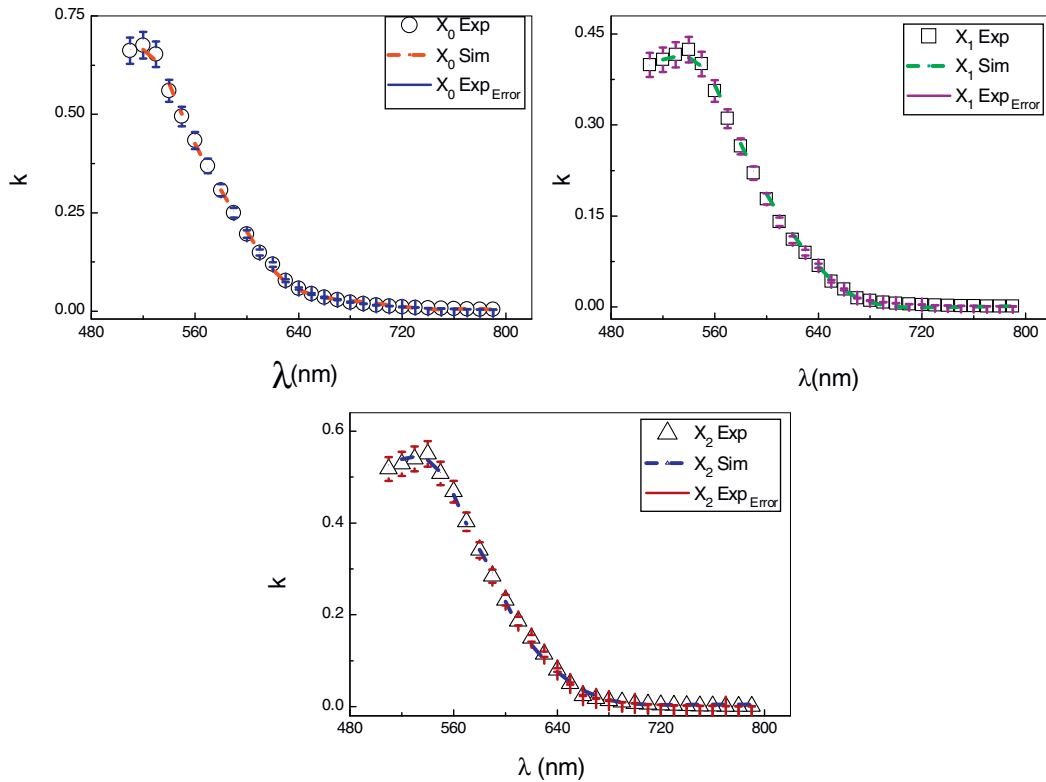 0.75
0.50
0.25
0.00
k
480 560 640 720 800
λ(nm)
X0 Exp
X0 Sim
X0 ExpError
0.45
0.30
0.15
0.00
k
480 560 640 720 800
λ(nm)
X1 Exp
X1 Sim
X1 ExpError
0.6
0.4
0.2
0.0
k
480 560 640 720 800
λ (nm)
X2 Exp
X2 Sim
X2 ExpError